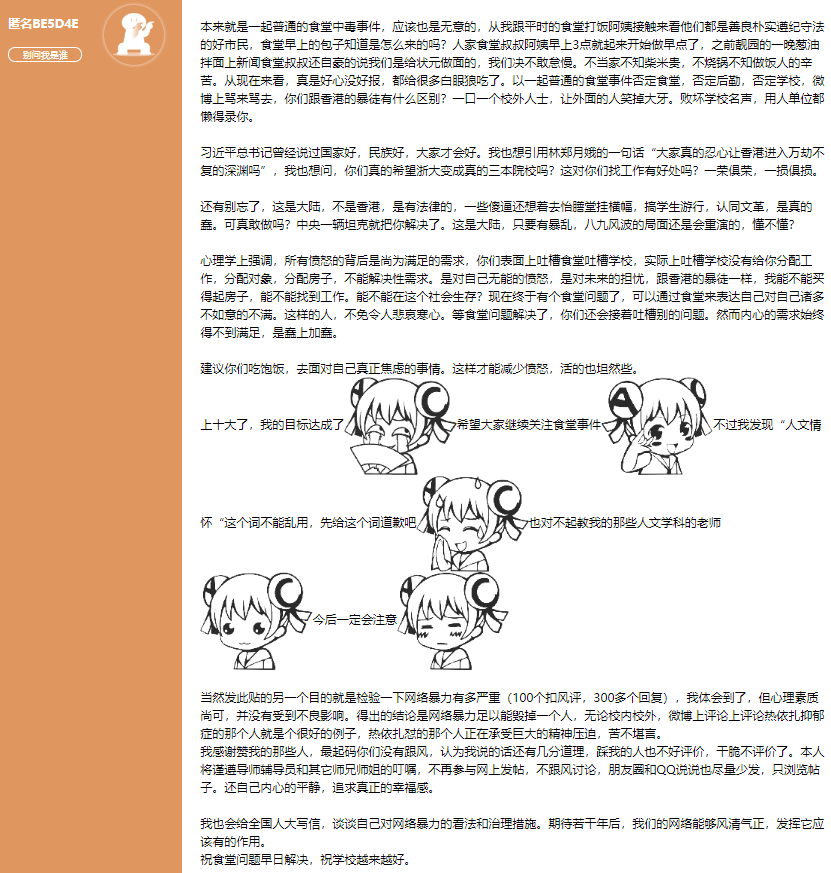 匿名BE5D4E
别问我是谁
本来就是一起普通的食堂中毒事件，应该也是无意的，从我跟平时的食堂打饭阿姨接触来看他们都是善良朴实遵纪守法
的好市民，食堂早上的包子知道是怎么来的吗？人家食堂叔叔阿姨早上3点就起来开始做早点了，之前靓园的一晚葱油
拌面上新闻食堂叔叔还自豪的说我们是给状元做面的，我们决不敢怠慢。不当家不知柴米贵，不烧锅不知做饭人的辛
苦。从现在来看，真是好心没好报，都给很多白眼狼吃了。以一起普通的食堂事件否定食堂，否定后勤，否定学校，微
博上骂来骂去，你们跟香港的暴徒有什么区别？一口一个校外人士，让外面的人笑掉大牙。败坏学校名声，用人单位都
懒得录你。
习近平总书记曾经说过国家好，民族好，大家才会好。我也想引用林郑月娥的一句话“大家真的忍心让香港进入万劫不
复的深渊吗”，我也想问，你们真的希望浙大变成真的三本院校吗？这对你们找工作有好处吗？一荣俱荣，一损俱损。
还有别忘了，这是大陆，不是香港，是有法律的，一些傻逼还想着去怡膳堂挂横幅，搞学生游行，认同文革，是真的
蠢。可真敢做吗？中央一辆坦克就把你解决了。这是大陆，只要有暴乱，八九风波的局面还是会重演的，懂不懂？
心理学上强调，所有愤怒的背后是尚为满足的需求，你们表面上吐槽食堂吐槽学校，实际上吐槽学校没有给你分配工
作，分配对象，分配房子，不能解决性需求。是对自己无能的愤怒，是对未来的担忧，跟香港的暴徒一样，我能不能买
得起房子，能不能找到工作。能不能在这个社会生存？现在终于有个食堂问题了，可以通过食堂来表达自己对自己诸多
不如意的不满。这样的人，不免令人悲哀寒心。等食堂问题解决了，你们还会接着吐槽别的问题。然而内心的需求始终
得不到满足，是蠢上加蠢。
建议你们吃饱饭，去面对自己真正焦虑的事情。这样才能减少愤怒，活的也坦然些。
上十大了，我的目标达成了希望大家继续关注食堂事件不过我发现“人文情
怀“这个词不能乱用，先给这个词道歉吧也对不起教我的那些人文学科的老师
今后一定会注意
当然发此贴的另一个目的就是检验一下网络暴力有多严重（100个扣风评，300多个回复），我体会到了，但心理素质
尚可，并没有受到不良影响。得出的结论是网络暴力足以能毁掉一个人，无论校内校外，微博上评论上评论热依扎抑郁
症的那个人就是个很好的例子，热依扎怼的那个人正在承受巨大的精神压迫，苦不堪言。
我感谢赞我的那些人，最起码你们没有跟风，认为我说的话还有几分道理，踩我的人也不好评价，干脆不评价了。本人
将谨遵导师辅导员和其它师兄师姐的叮嘱，不再参与网上发帖，不跟风讨论，朋友圈和QQ说说也尽量少发，只浏览帖
子。还自己内心的平静，追求真正的幸福感。
我也会给全国人大写信，谈谈自己对网络暴力的看法和治理措施。期待若干年后，我们的网络能够风清气正，发挥它应
该有的作用。
祝食堂问题早日解决，祝学校越来越好。